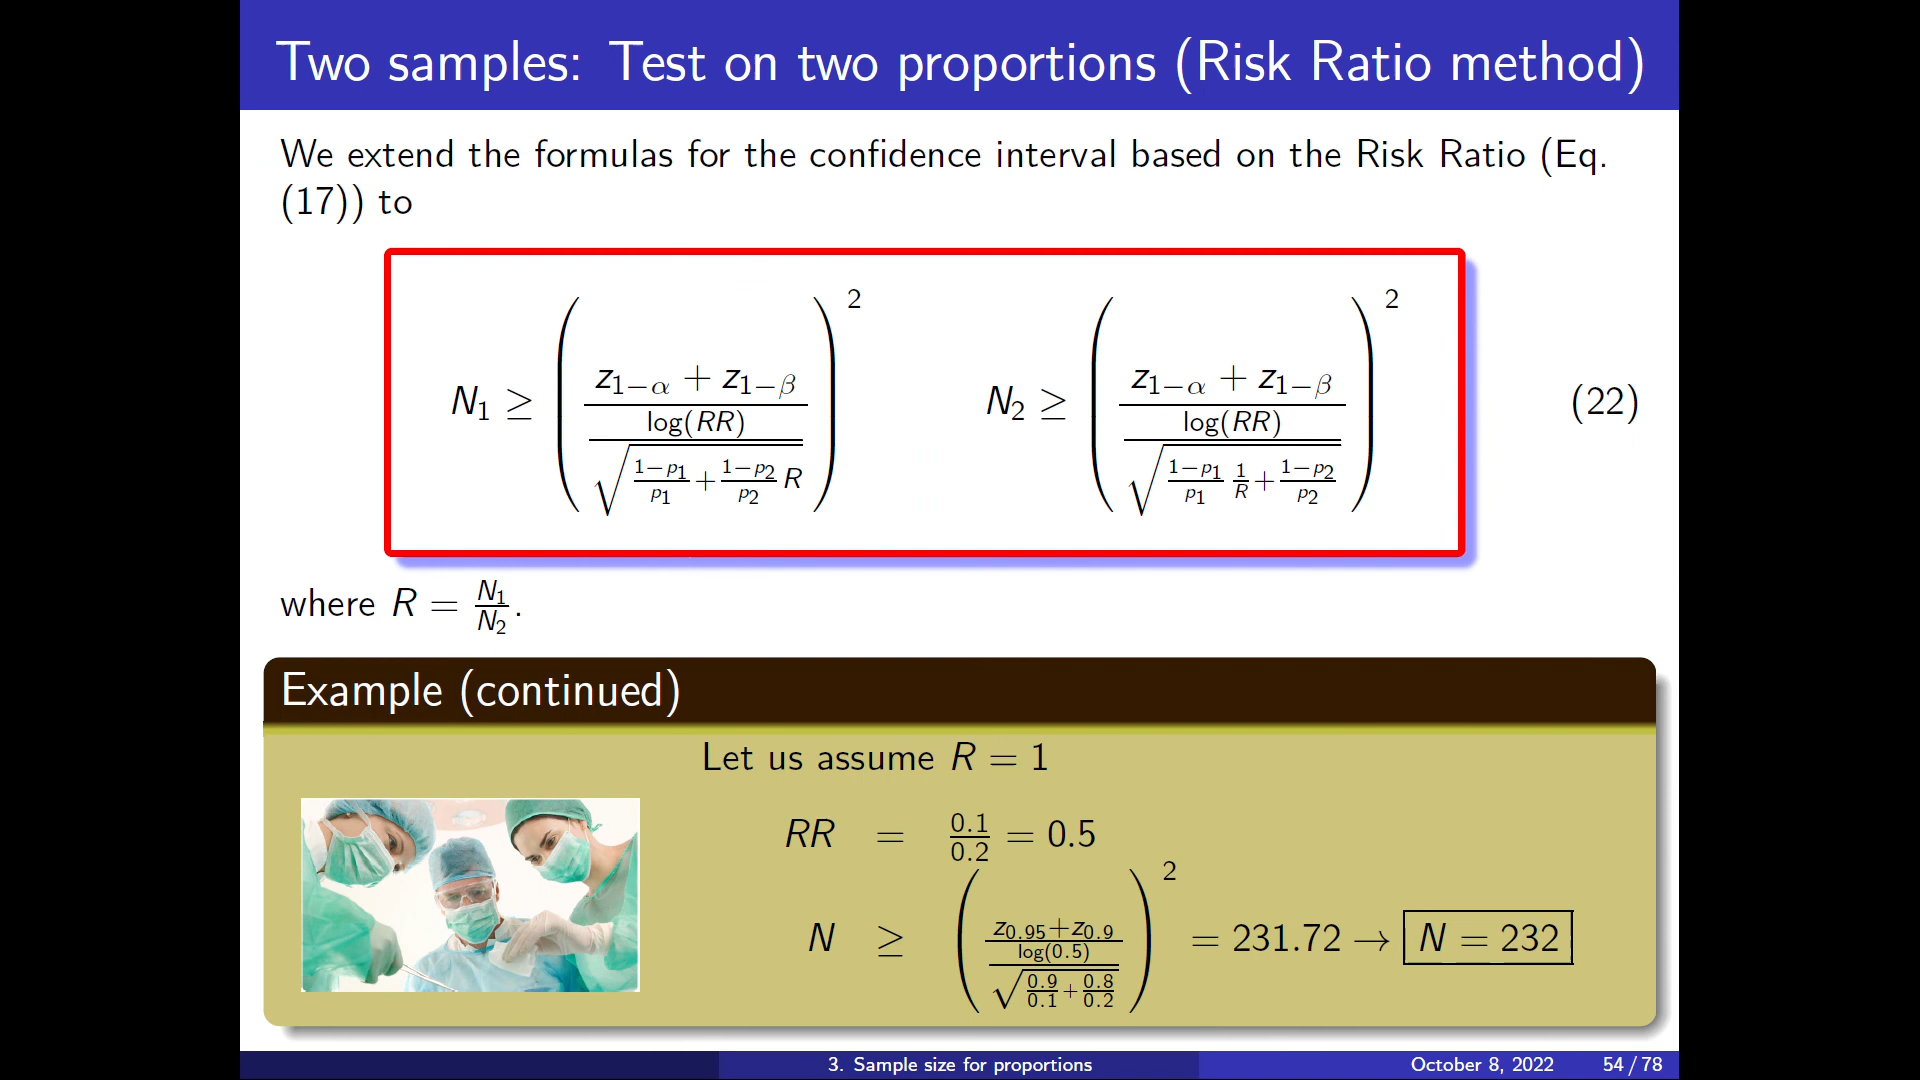 Two samples: Test on two proportions (Risk Ratio method)
We extend the formulas for the confidence interval based on the Risk Ratio (Eq.
(17)) to
N₁ ≥ ( (z₁₋α + z₁₋β) / ( log(RR) / √( (1−p₁)/p₁ + (1−p₂)/p₂ R ) ) )²   N₂ ≥ ( (z₁₋α + z₁₋β) / ( log(RR) / √( (1−p₁)/p₁ 1/R + (1−p₂)/p₂ ) ) )²   (22)
where R = N₁/N₂.
Example (continued)
Let us assume R = 1
RR = 0.1/0.2 = 0.5
N ≥ ( (z₀.₉₅+z₀.₉) / ( log(0.5) / √( 0.9/0.1 + 0.8/0.2 ) ) )² = 231.72 → N = 232
3. Sample size for proportions October 8, 2022 54 / 78